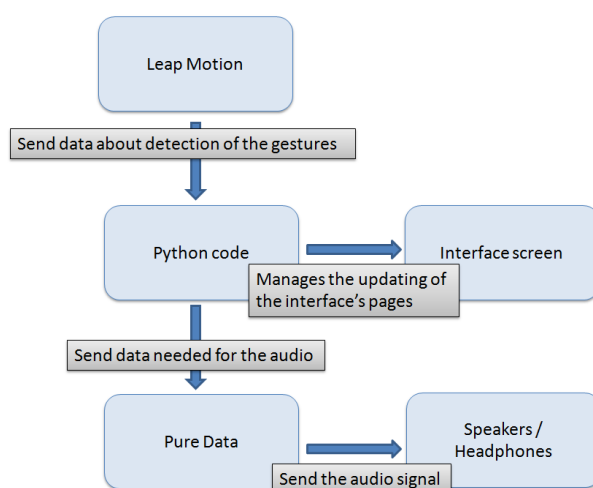 Leap Motion
Send data about detection of the gestures
Python code
Interface screen
Manages the updating of
the interface's pages
Send data needed for the audio
Pure Data
Speakers /
Headphones
Send the audio signal